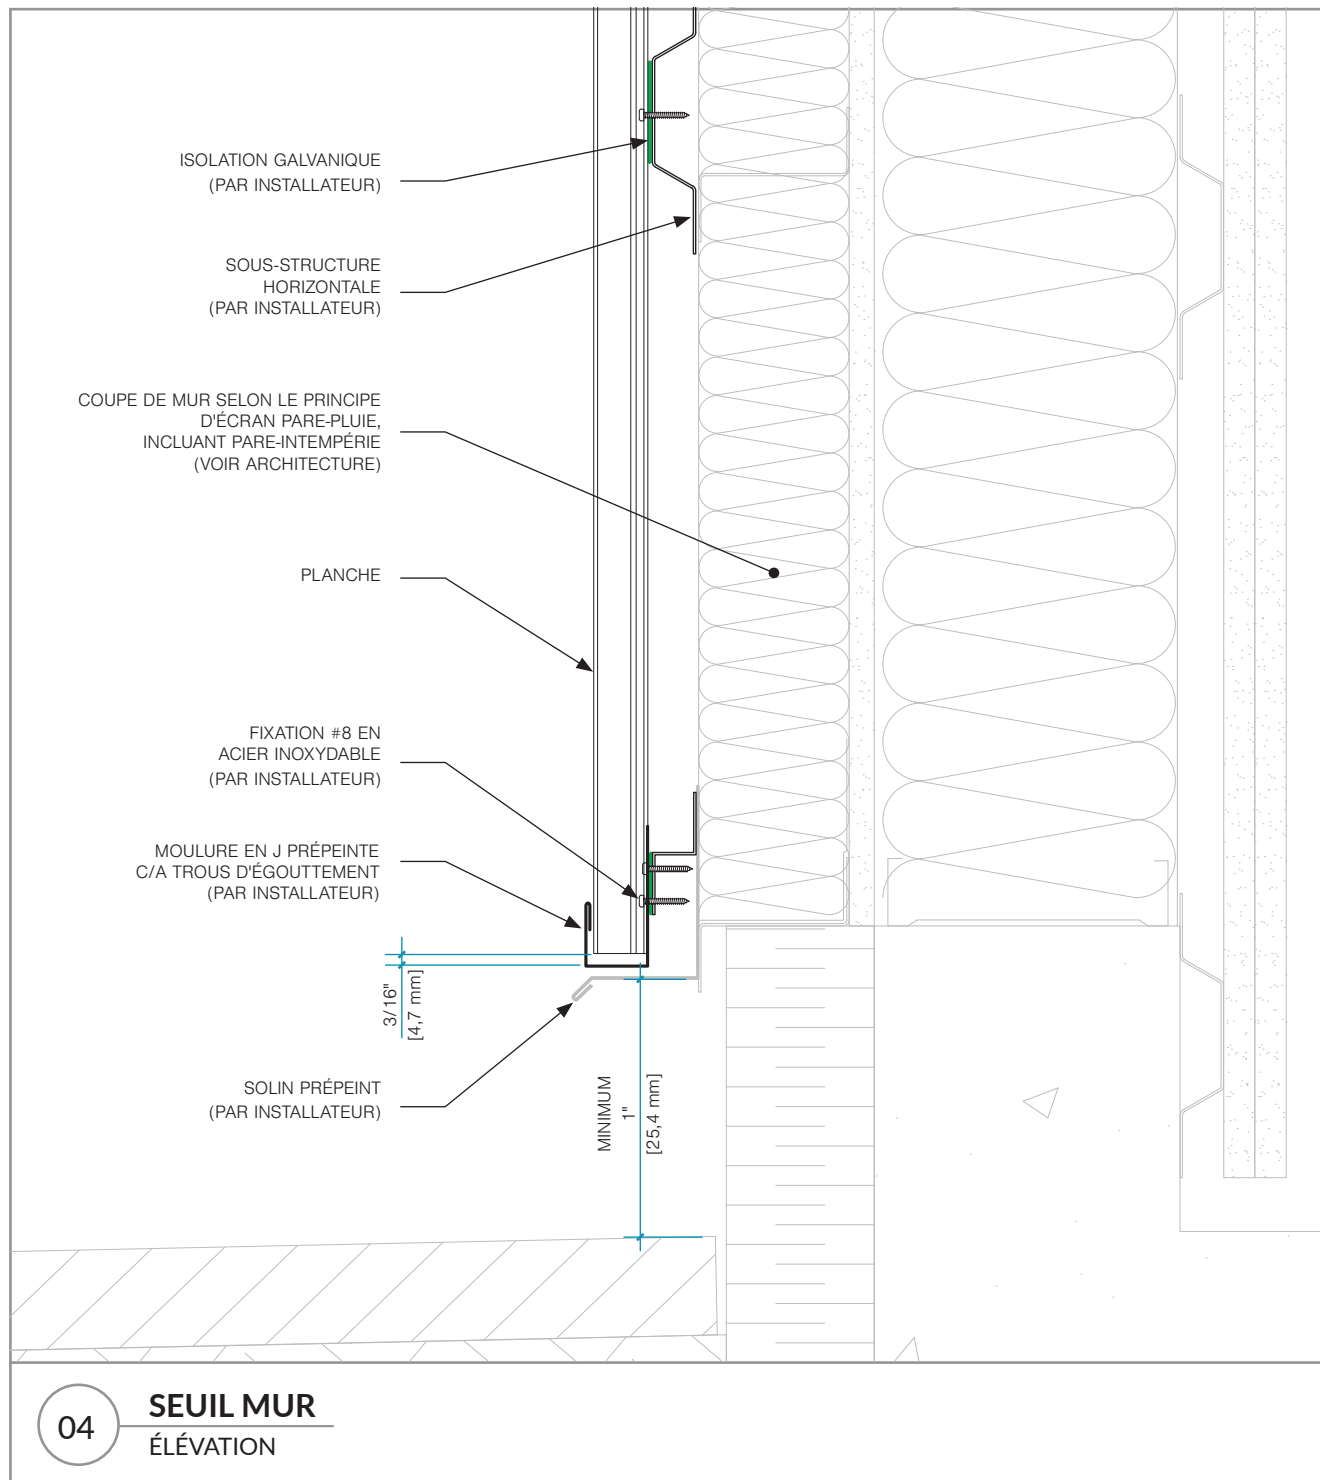 ISOLATION GALVANIQUE
(PAR INSTALLATEUR)
SOUS-STRUCTURE
HORIZONTALE
(PAR INSTALLATEUR)
COUPE DE MUR SELON LE PRINCIPE
D'ÉCRAN PARE-PLUIE,
INCLUANT PARE-INTEMPÉRIE
(VOIR ARCHITECTURE)
PLANCHE
FIXATION #8 EN
ACIER INOXYDABLE
(PAR INSTALLATEUR)
MOULURE EN J PRÉPEINTE
C/A TROUS D'ÉGOUTTEMENT
(PAR INSTALLATEUR)
3/16"
[4,7 mm]
SOLIN PRÉPEINT
(PAR INSTALLATEUR)
MINIMUM
1"
[25,4 mm]
04
SEUIL MUR
ÉLÉVATION